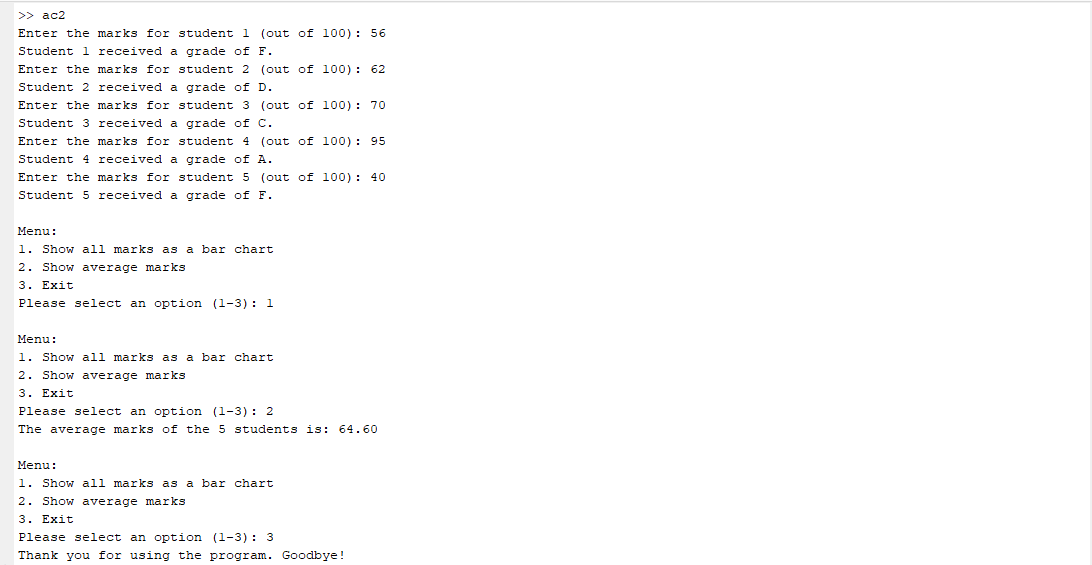 >> ac2
Enter the marks for student 1 (out of 100): 56
Student 1 received a grade of F.
Enter the marks for student 2 (out of 100): 62
Student 2 received a grade of D.
Enter the marks for student 3 (out of 100): 70
Student 3 received a grade of C.
Enter the marks for student 4 (out of 100): 95
Student 4 received a grade of A.
Enter the marks for student 5 (out of 100): 40
Student 5 received a grade of F.

Menu:
1. Show all marks as a bar chart
2. Show average marks
3. Exit
Please select an option (1-3): 1

Menu:
1. Show all marks as a bar chart
2. Show average marks
3. Exit
Please select an option (1-3): 2
The average marks of the 5 students is: 64.60

Menu:
1. Show all marks as a bar chart
2. Show average marks
3. Exit
Please select an option (1-3): 3
Thank you for using the program. Goodbye!